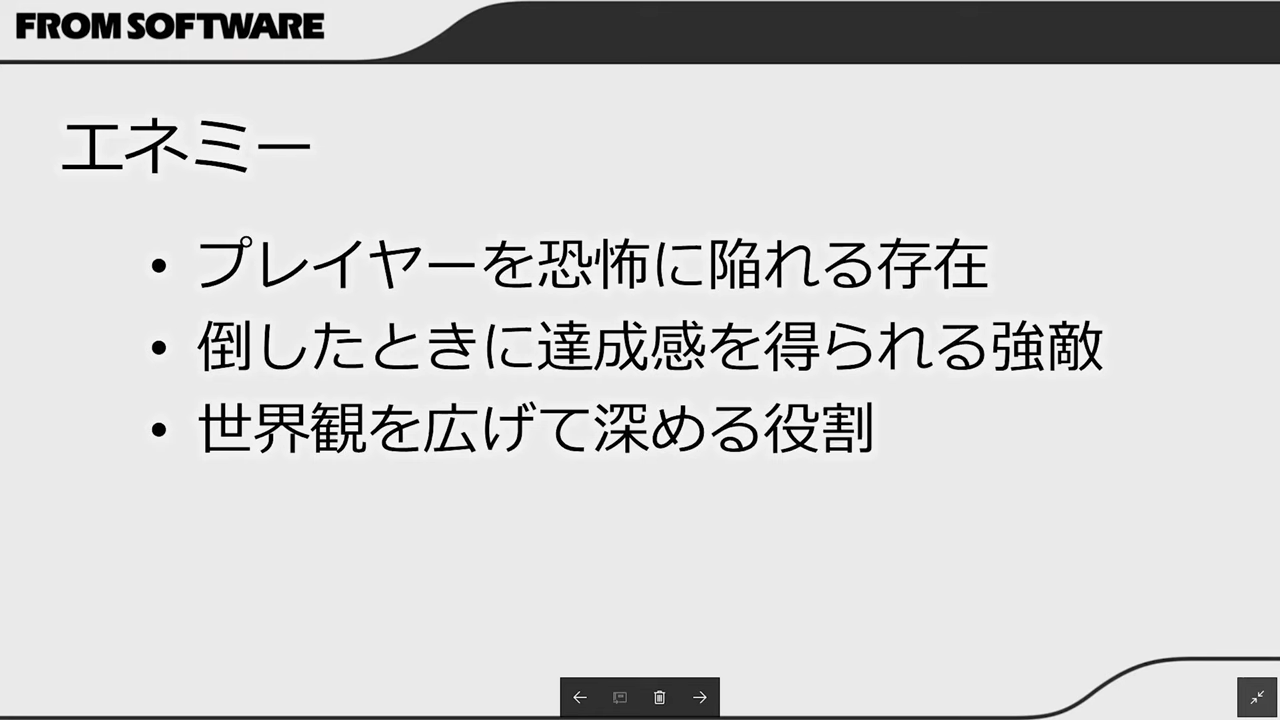 FROM SOFTWARE
エネミー
• プレイヤーを恐怖に陥れる存在
• 倒したときに達成感を得られる強敵
• 世界観を広げて深める役割